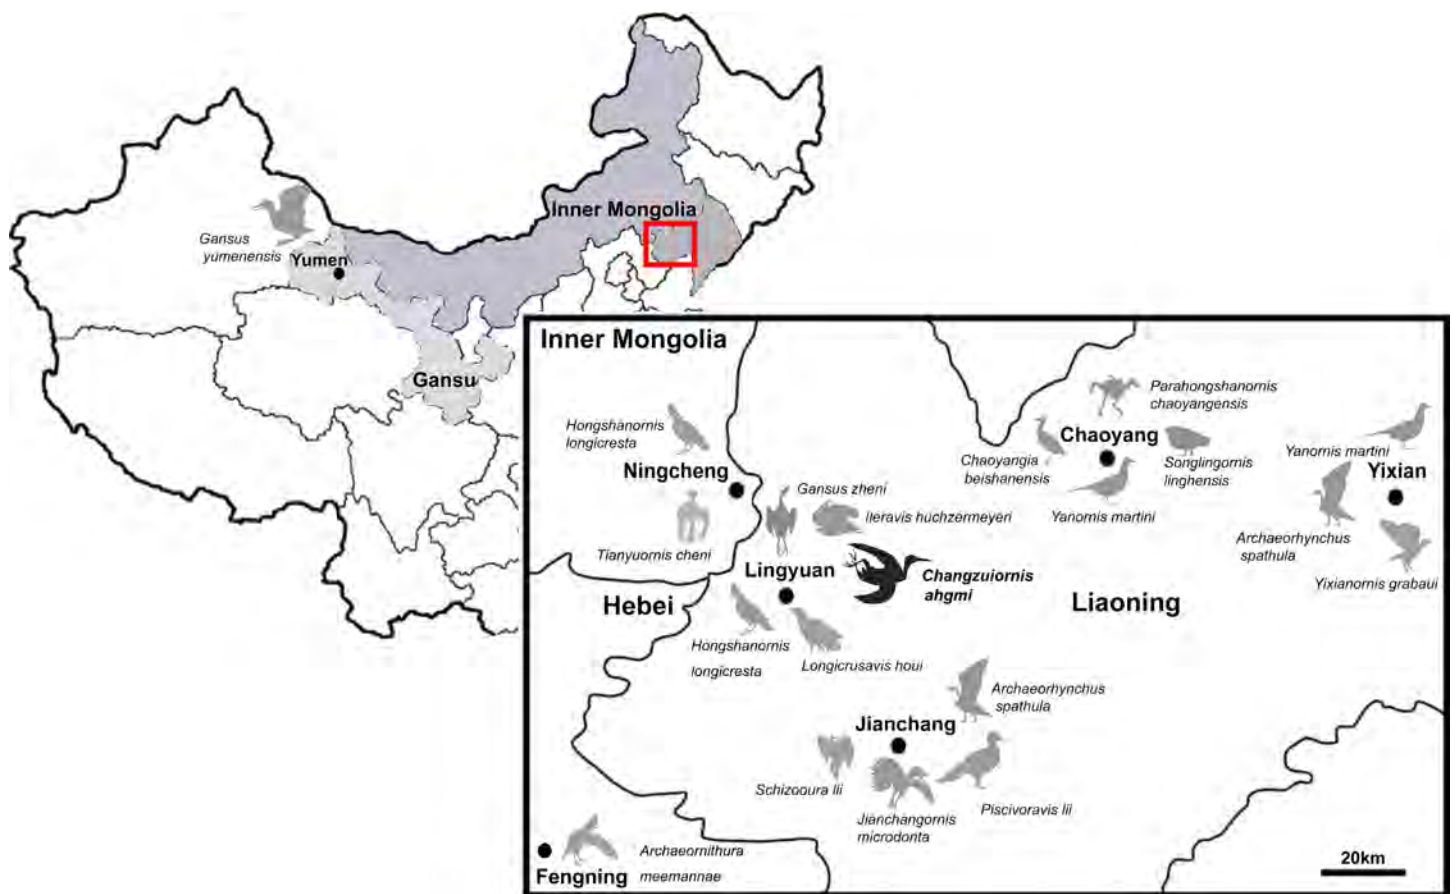 Inner Mongolia
Gansus
yumenensis
Yumen
Gansu
Inner Mongolia
Hongshanornis
longicresta
Ningcheng
Tianyuornis cheni
Gansus zheni
Iteravis huchzermeyeri
Lingyuan
Changzuiornis
ahgmi
Hebei
Hongshanornis
longicresta
Longicrusavis houi
Parahongshanornis
chaoyangensis
Chaoyang
Chaoyangia
beishanensis
Songlingornis
linghensis
Yanornis martini
Yanornis martini
Yixian
Archaeorhynchus
spathula
Yixianornis grabaui
Liaoning
Archaeorhynchus
spathula
Jianchang
Schizooura lii
Jianchangornis
microdonta
Piscivoravis lii
Archaeornithura
meemannae
Fengning
20km